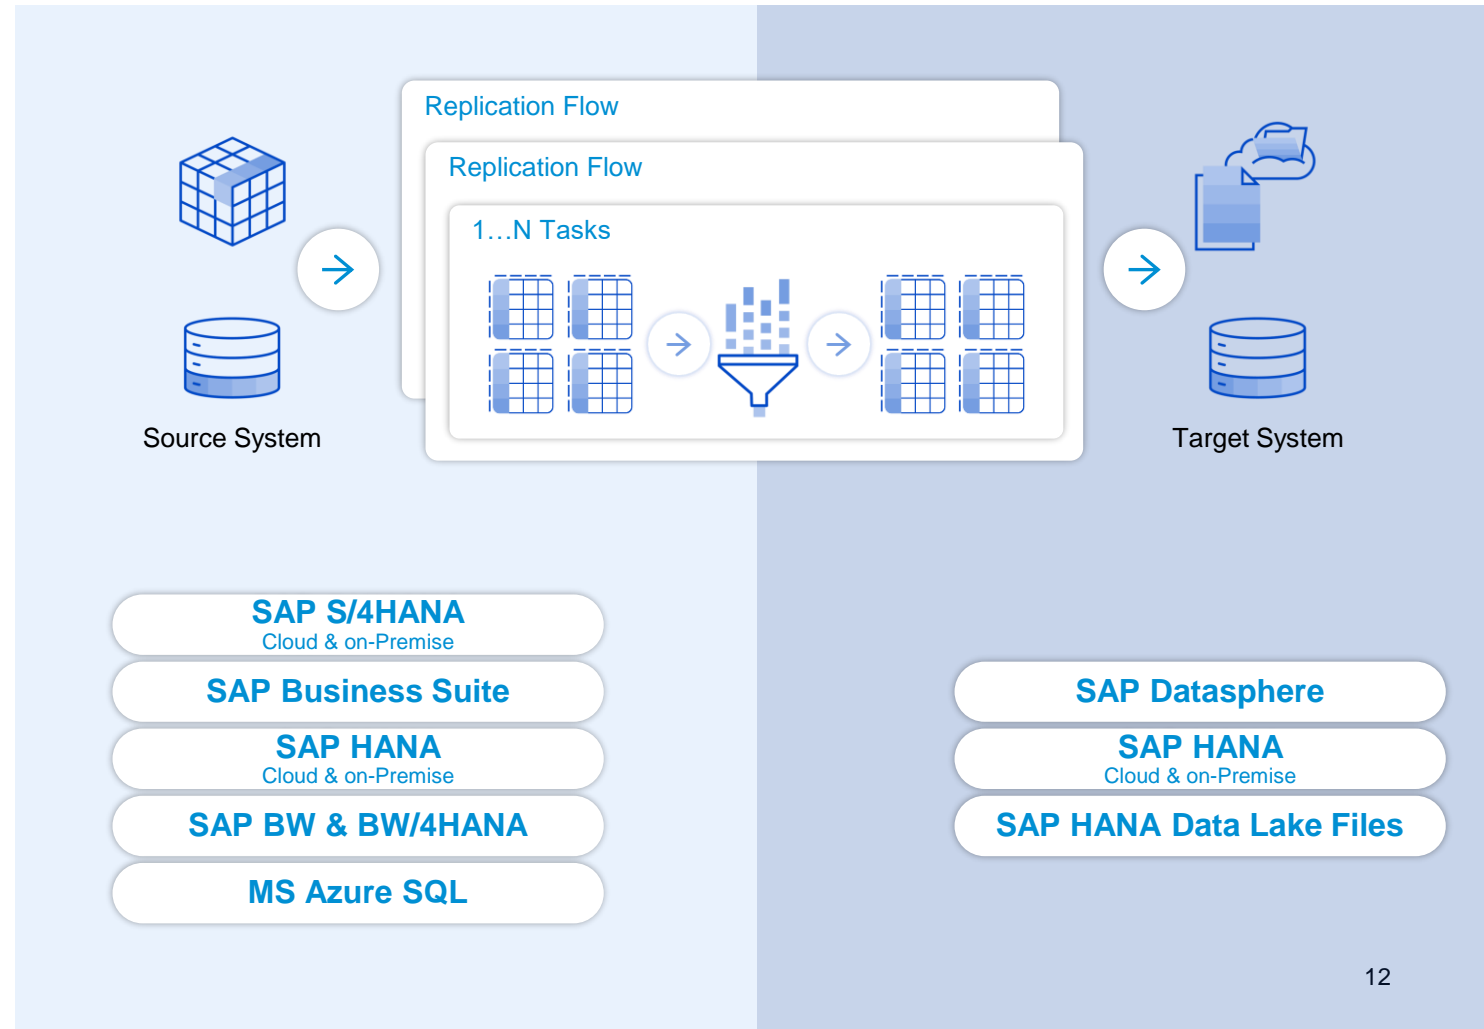 Replication Flow
Replication Flow
1…N Tasks
Source System
Target System
SAP S/4HANA
Cloud & on-Premise
SAP Business Suite
SAP HANA
Cloud & on-Premise
SAP BW & BW/4HANA
MS Azure SQL
SAP Datasphere
SAP HANA
Cloud & on-Premise
SAP HANA Data Lake Files
12